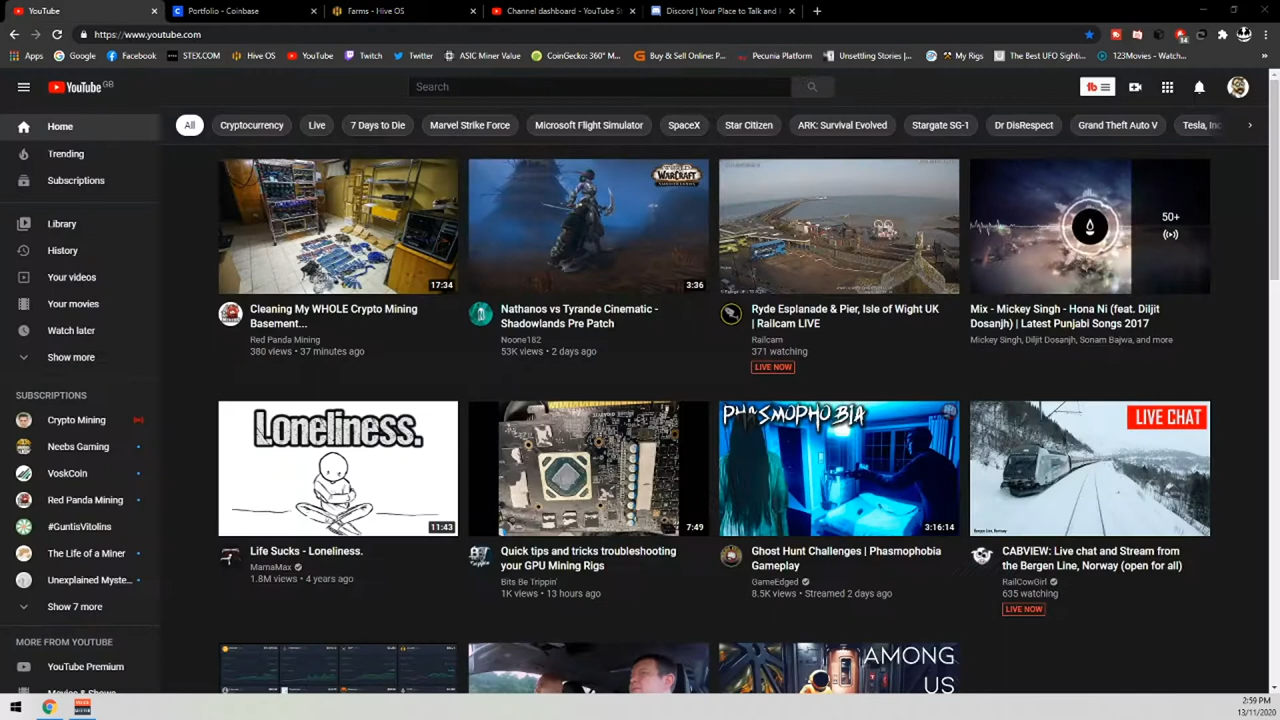 YouTube
Portfolio - Coinbase
Farms - Hive OS
Channel dashboard - YouTube St
Discord | Your Place to Talk and H
https://www.youtube.com
Apps
Google
Facebook
STEX.COM
Hive OS
YouTube
Twitch
Twitter
ASIC Miner Value
CoinGecko: 360° M...
Buy & Sell Online: P...
Pecunia Platform
Unsettling Stories |...
My Rigs
The Best UFO Sighti...
123Movies - Watch...
YouTube GB
Search
All
Cryptocurrency
Live
7 Days to Die
Marvel Strike Force
Microsoft Flight Simulator
SpaceX
Star Citizen
ARK: Survival Evolved
Stargate SG-1
Dr DisRespect
Grand Theft Auto V
Tesla, Inc
Home
Trending
Subscriptions
Library
History
Your videos
Your movies
Watch later
Show more
SUBSCRIPTIONS
Crypto Mining
Neebs Gaming
VoskCoin
Red Panda Mining
#GuntisVitolins
The Life of a Miner
Unexplained Myste...
Show 7 more
MORE FROM YOUTUBE
YouTube Premium
Movies & Shows
17:34
Cleaning My WHOLE Crypto Mining
Basement...
Red Panda Mining
380 views • 37 minutes ago
WARCRAFT
3:36
Nathanos vs Tyrande Cinematic -
Shadowlands Pre Patch
Noone182
53K views • 2 days ago
Ryde Esplanade & Pier, Isle of Wight UK
| Railcam LIVE
Railcam
371 watching
LIVE NOW
50+
Mix - Mickey Singh - Hona Ni (feat. Diljit
Dosanjh) | Latest Punjabi Songs 2017
Mickey Singh, Diljit Dosanjh, Sonam Bajwa, and more
Loneliness.
11:43
Life Sucks - Loneliness.
MamaMax
1.8M views • 4 years ago
7:49
Quick tips and tricks troubleshooting
your GPU Mining Rigs
Bits Be Trippin'
1K views • 13 hours ago
PHASMOPHOBIA
3:16:14
Ghost Hunt Challenges | Phasmophobia
Gameplay
GameEdged
8.5K views • Streamed 2 days ago
LIVE CHAT
CABVIEW: Live chat and Stream from
the Bergen Line, Norway (open for all)
RailCowGirl
635 watching
LIVE NOW
AMONG
US
2:59 PM
13/11/2020